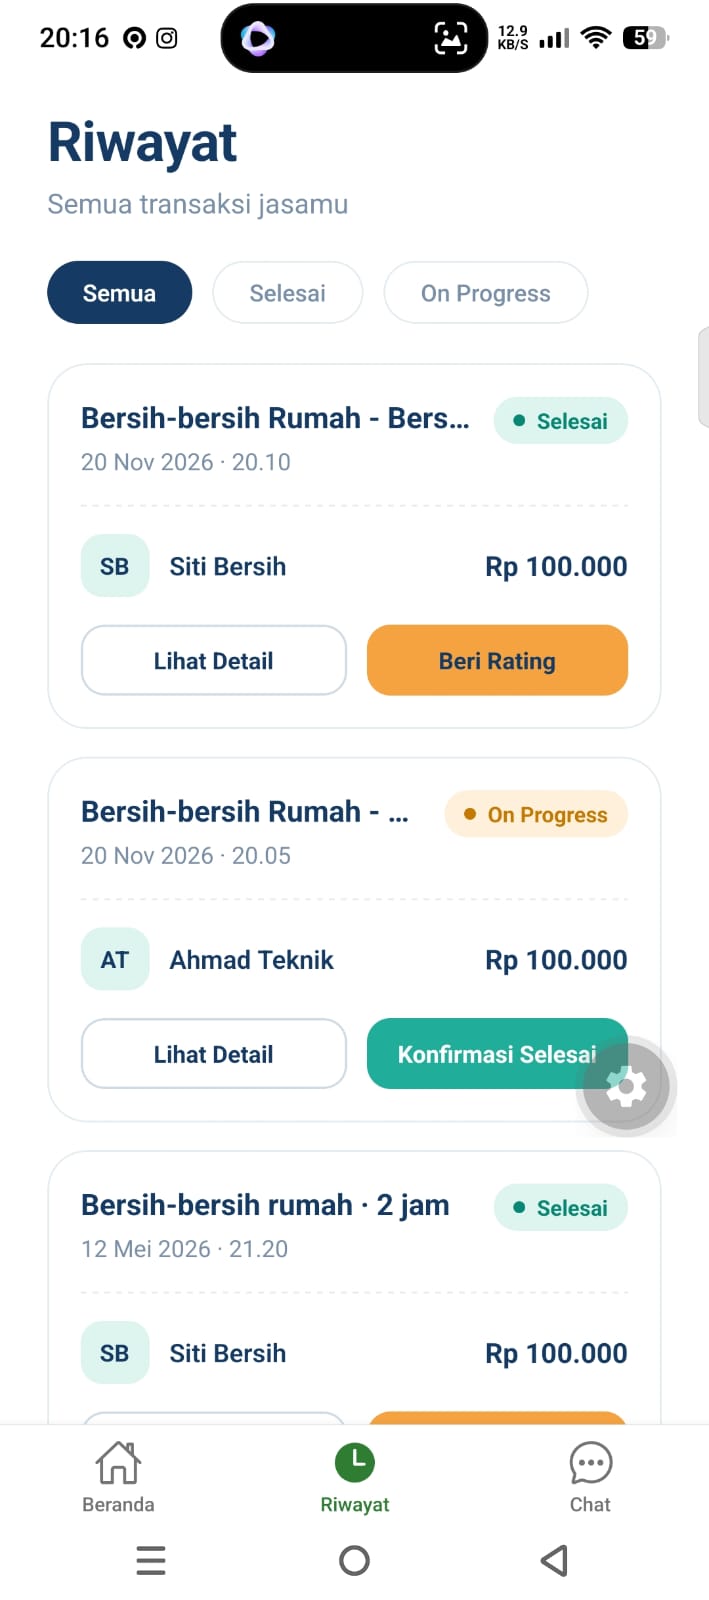 20:16
12.9
KB/S
59
Riwayat
Semua transaksi jasamu
Semua
Selesai
On Progress
Bersih-bersih Rumah - Bers...
Selesai
20 Nov 2026 · 20.10
SB
Siti Bersih
Rp 100.000
Lihat Detail
Beri Rating
Bersih-bersih Rumah - ...
On Progress
20 Nov 2026 · 20.05
AT
Ahmad Teknik
Rp 100.000
Lihat Detail
Konfirmasi Selesai
Bersih-bersih rumah · 2 jam
Selesai
12 Mei 2026 · 21.20
SB
Siti Bersih
Rp 100.000
Beranda
Riwayat
Chat